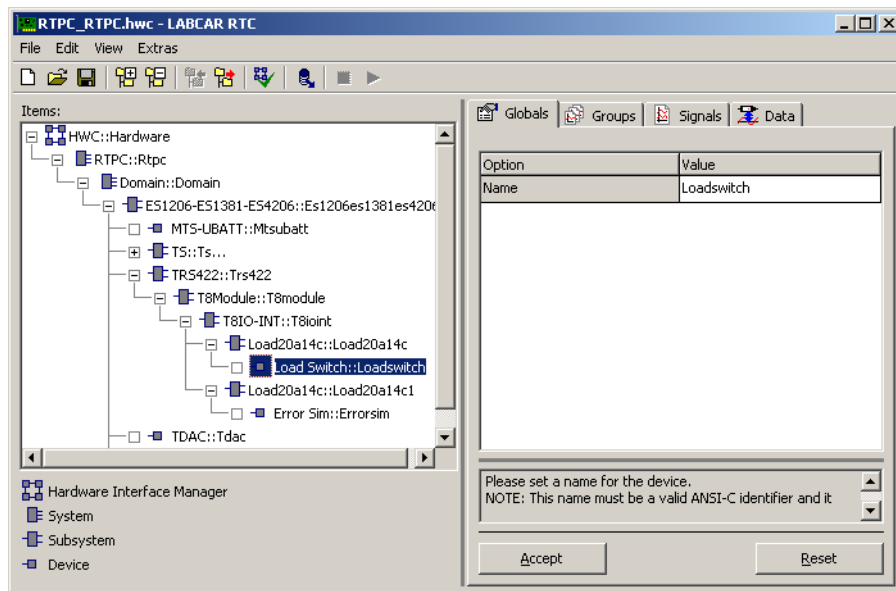 RTPC_RTPC.hwc - LABCAR RTC
File Edit View Extras
Items:
HWC::Hardware
RTPC::Rtpc
Domain::Domain
ES1206-ES1381-ES4206::Es1206es1381es4206
MTS-UBATT::Mtsubatt
TS::Ts...
TRS422::Trs422
T8Module::T8module
T8IO-INT::T8ioint
Load20a14c::Load20a14c
Load Switch::Loadswitch
Load20a14c::Load20a14c1
Error Sim::Errorsim
TDAC::Tdac
Hardware Interface Manager
System
Subsystem
Device
Globals Groups Signals Data
Option Value
Name Loadswitch
Please set a name for the device.
NOTE: This name must be a valid ANSI-C identifier and it
Accept Reset